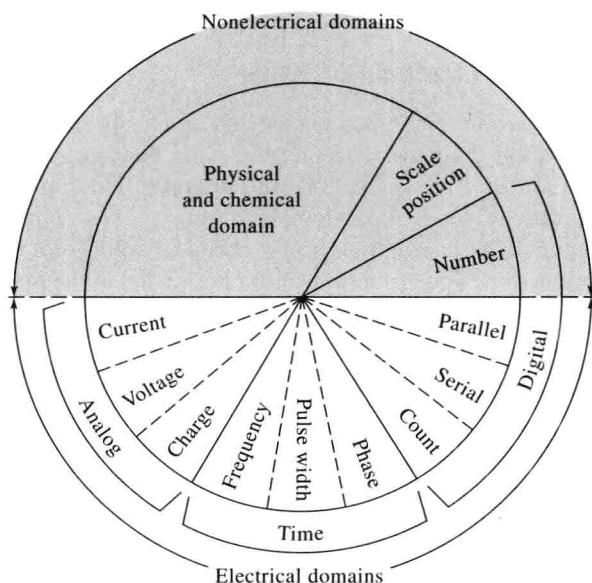 Nonelectrical domains
Physical
and chemical
domain
Scale
position
Number
Current
Voltage
Charge
Frequency
Pulse width
Phase
Count
Serial
Parallel
Analog
Time
Digital
Electrical domains